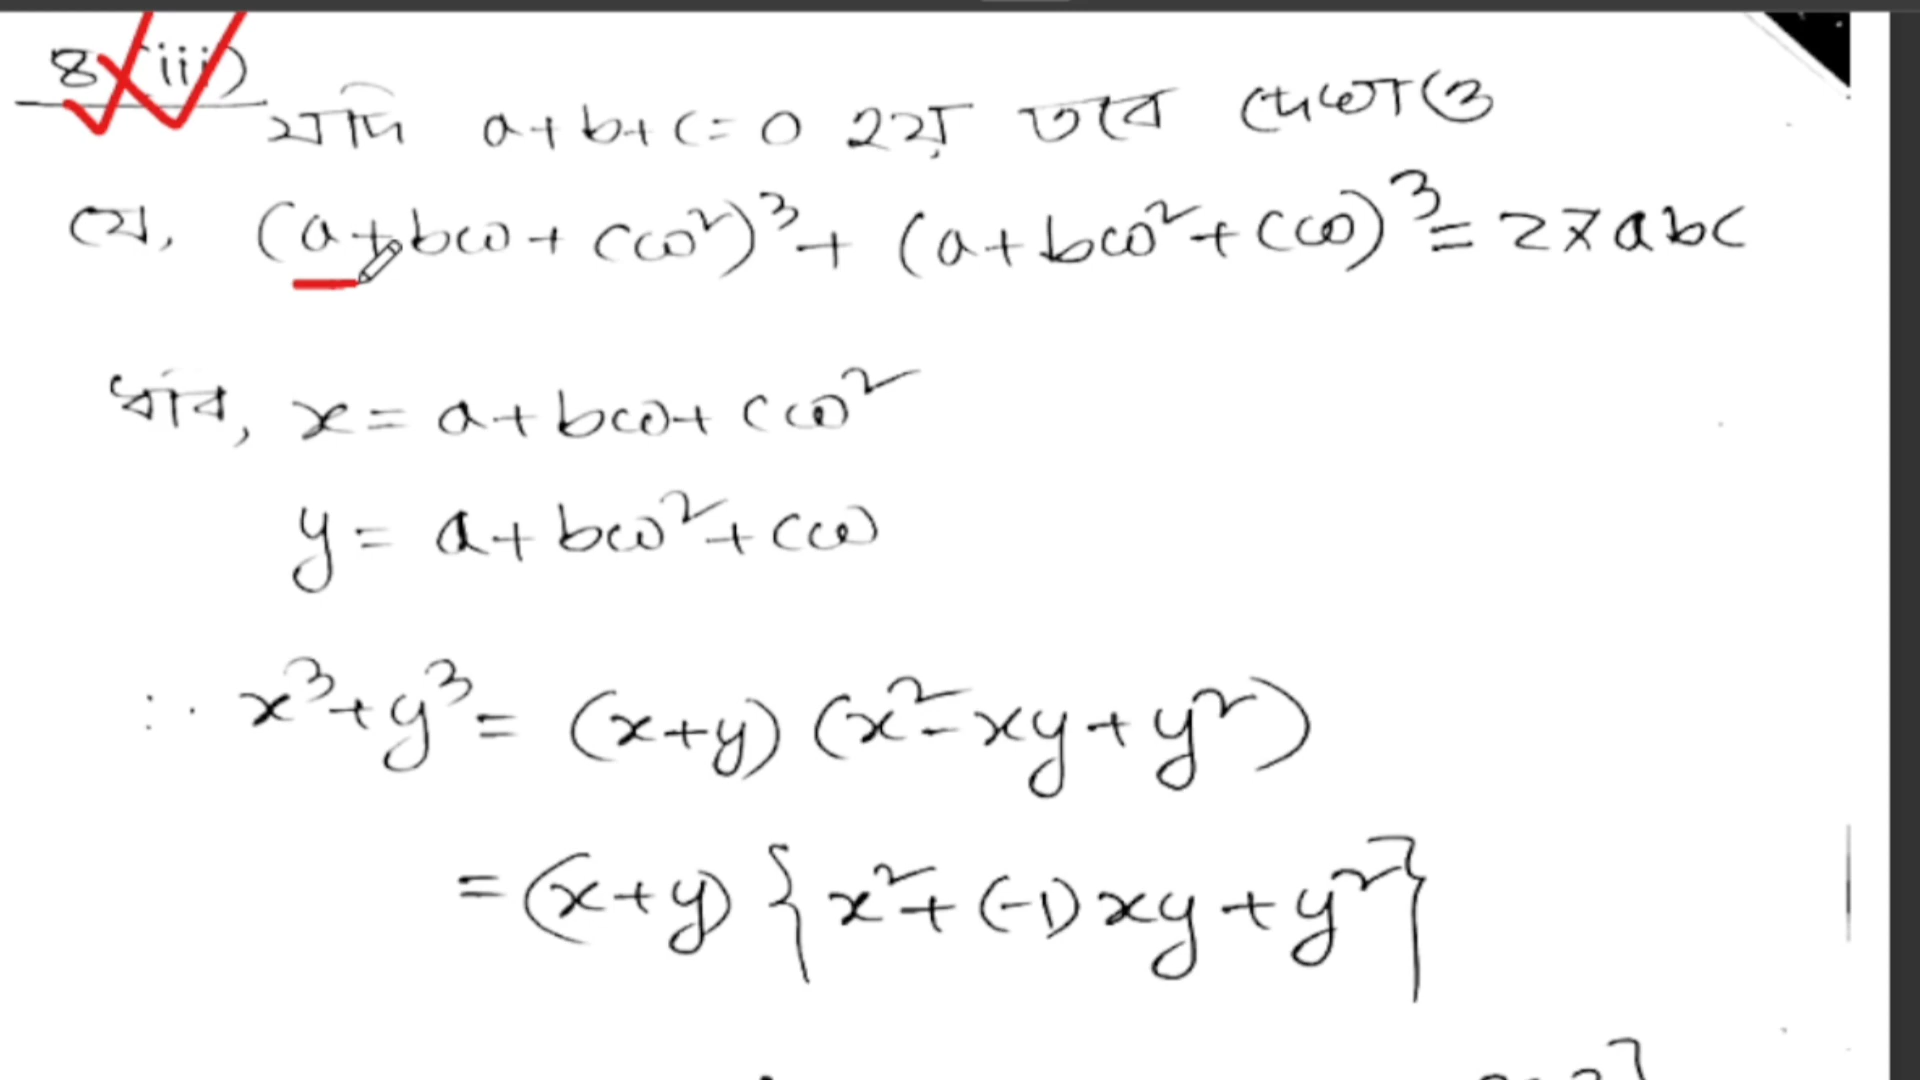 8(iii)
যদি a+b+c=0 হয় তবে দেখাও
যে, (a+bω+cω²)³+(a+bω²+cω)³=27abc
ধরি, x=a+bω+cω²
y=a+bω²+cω
∴ x³+y³=(x+y)(x²-xy+y²)
=(x+y){x²+(-1)xy+y²}